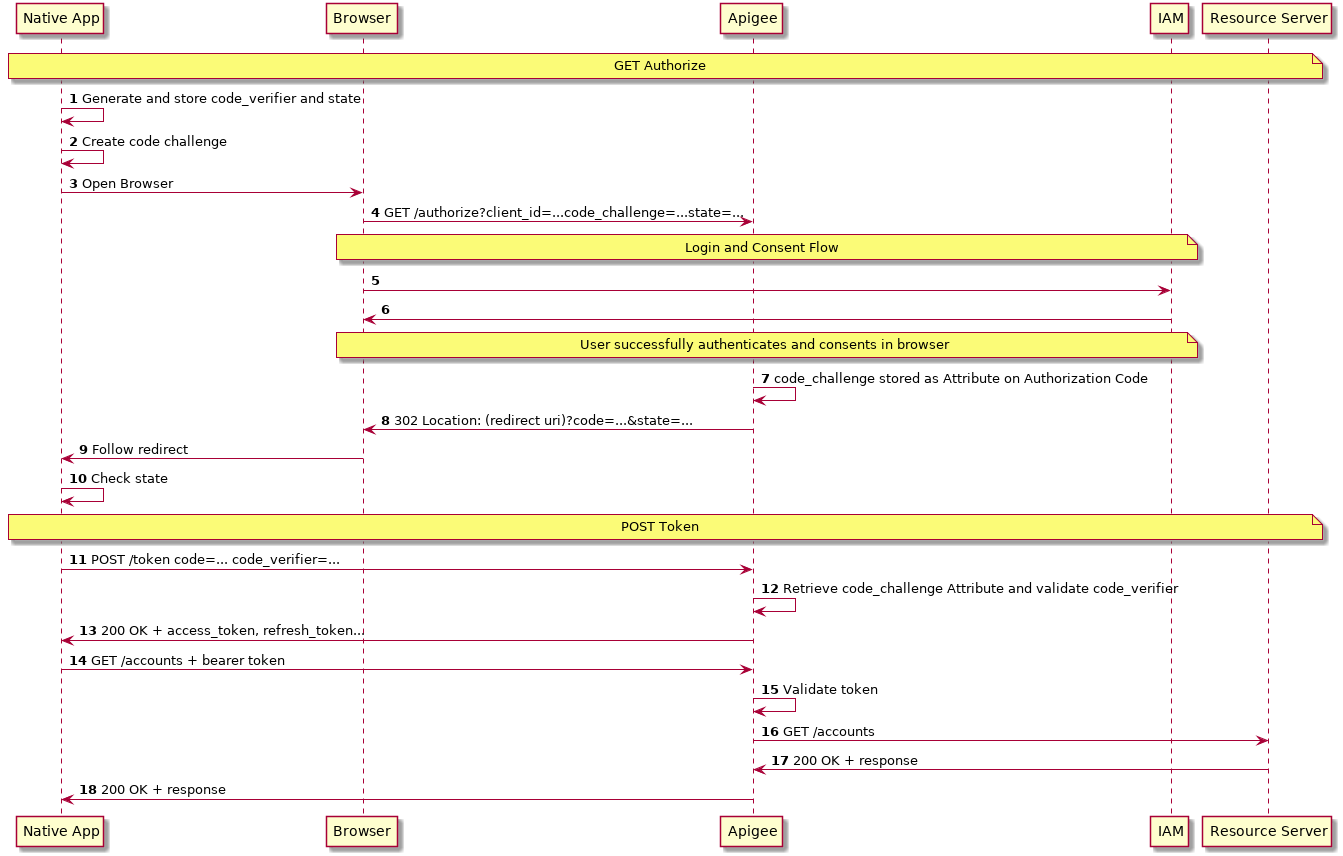 Native App
Browser
Apigee
IAM
Resource Server
GET Authorize
1 Generate and store code_verifier and state
2 Create code challenge
3 Open Browser
4 GET /authorize?client_id=...code_challenge=...state=...
Login and Consent Flow
5
6
User successfully authenticates and consents in browser
7 code_challenge stored as Attribute on Authorization Code
8 302 Location: (redirect uri)?code=...&state=...
9 Follow redirect
10 Check state
POST Token
11 POST /token code=... code_verifier=...
12 Retrieve code_challenge Attribute and validate code_verifier
13 200 OK + access_token, refresh_token...
14 GET /accounts + bearer token
15 Validate token
16 GET /accounts
17 200 OK + response
18 200 OK + response
Native App
Browser
Apigee
IAM
Resource Server